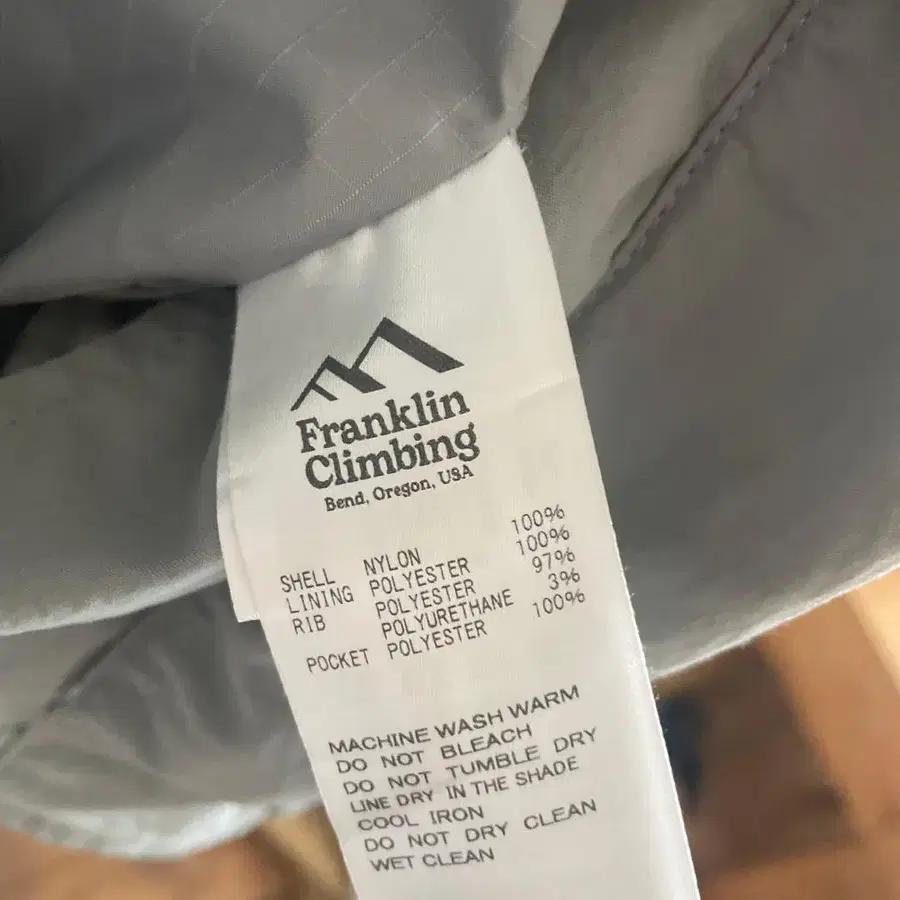 Franklin
Climbing
Bend, Oregon, USA
SHELL NYLON 100%
LINING POLYESTER 100%
RIB POLYESTER 97%
POLYURETHANE 3%
POCKET POLYESTER 100%
MACHINE WASH WARM
DO NOT BLEACH
DO NOT TUMBLE DRY
LINE DRY IN THE SHADE
COOL IRON
DO NOT DRY CLEAN
WET CLEAN